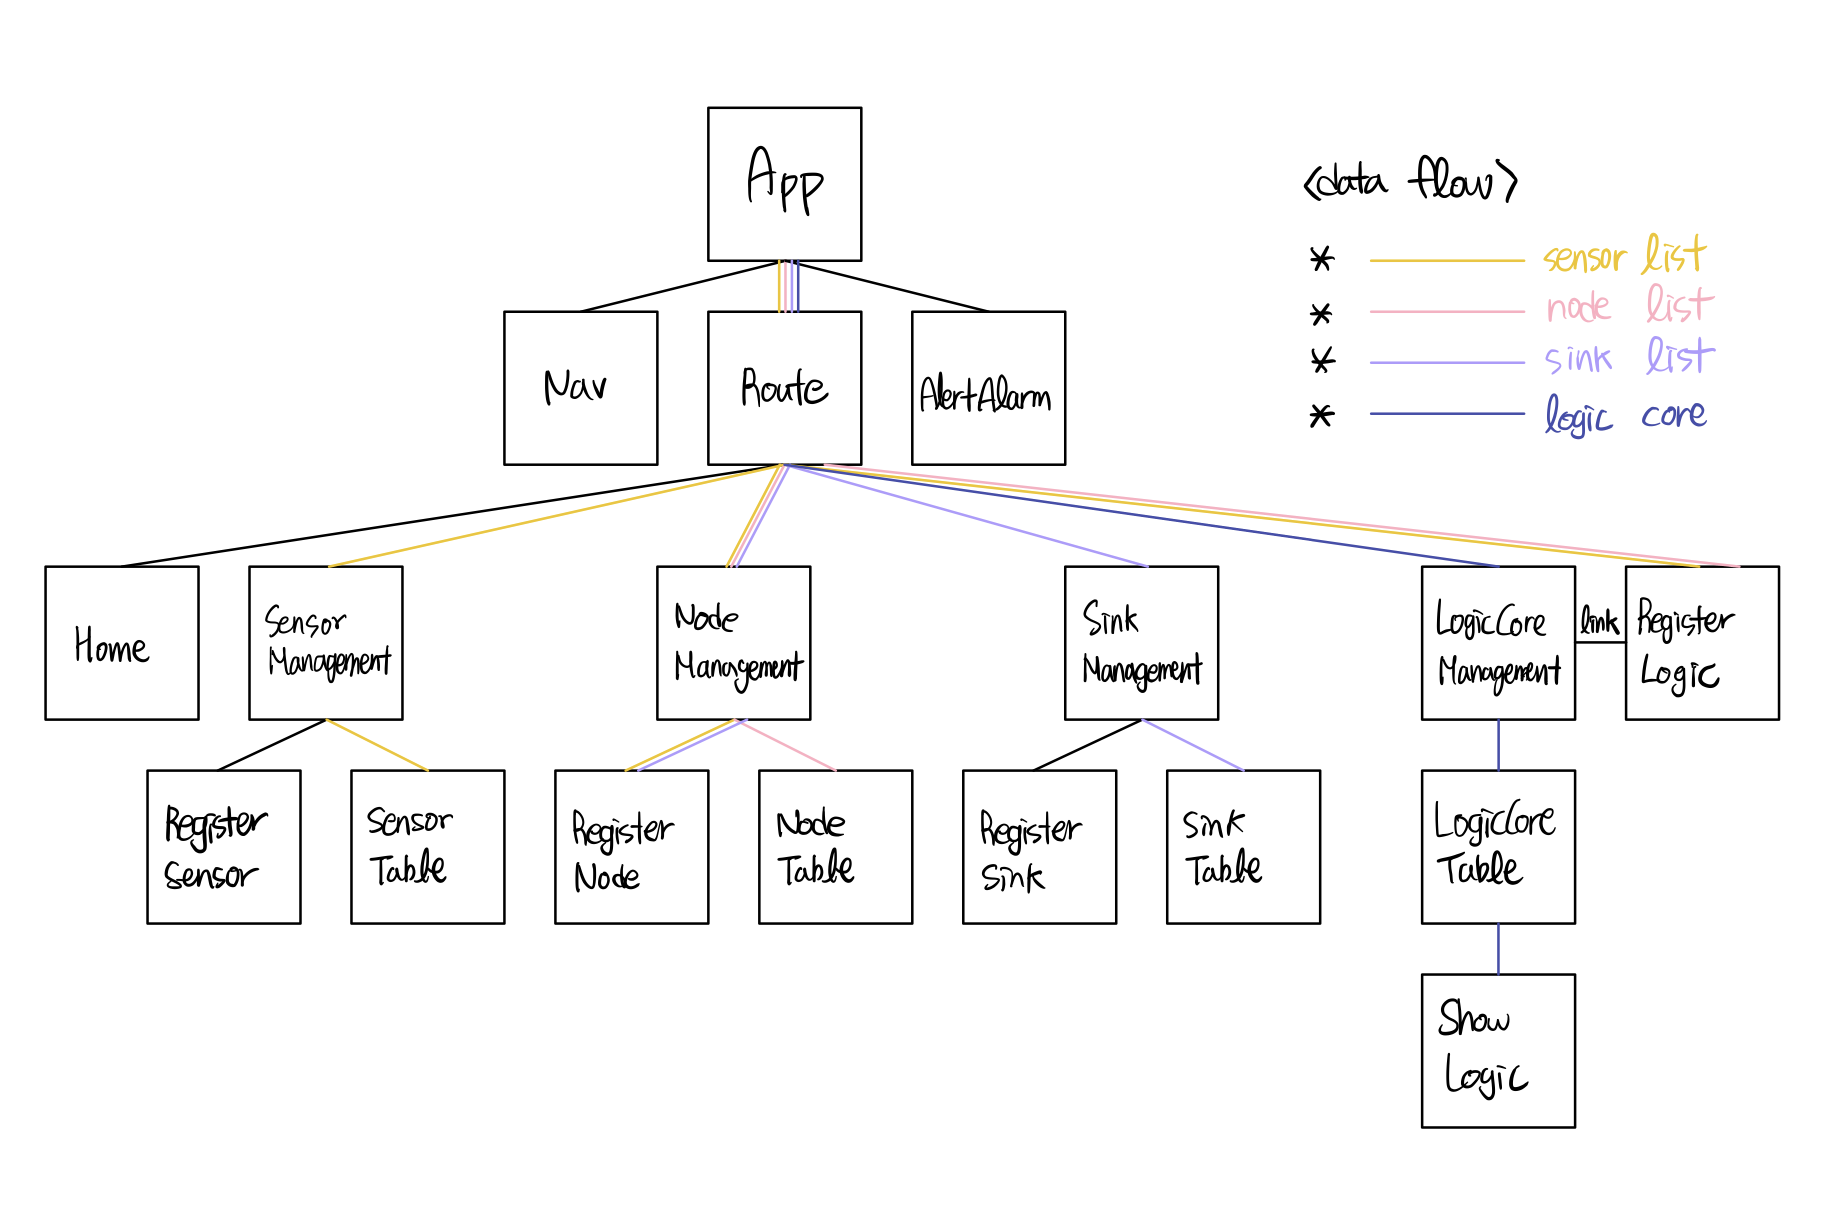 App
<data flow>
* sensor list
* node list
* sink list
* logic core
Nav
Route
AlertAlarm
Home
Sensor
Management
Node
Management
Sink
Management
LogicCore
Management
link
Register
Logic
Register
Sensor
Sensor
Table
Register
Node
Node
Table
Register
Sink
Sink
Table
LogicCore
Table
Show
Logic